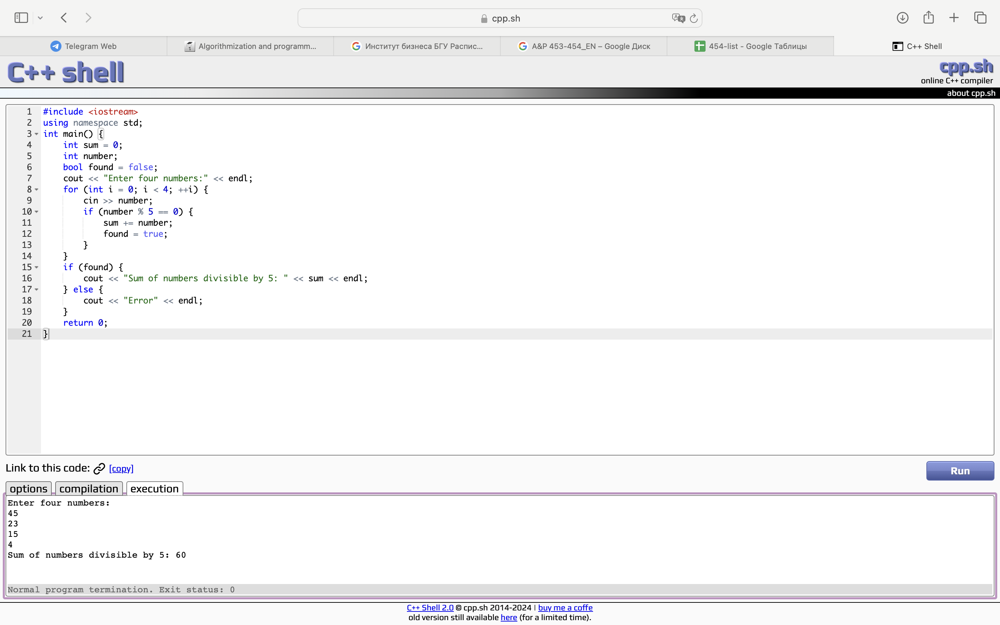 cpp.sh
Telegram Web
Algorithmization and programm...
Институт бизнеса БГУ Распис...
A&P 453-454_EN – Google Диск
454-list - Google Таблицы
C++ Shell
C++ shell
cpp.sh
online C++ compiler
about cpp.sh
1 #include <iostream>
2 using namespace std;
3 int main() {
4     int sum = 0;
5     int number;
6     bool found = false;
7     cout << "Enter four numbers:" << endl;
8     for (int i = 0; i < 4; ++i) {
9         cin >> number;
10         if (number % 5 == 0) {
11             sum += number;
12             found = true;
13         }
14     }
15     if (found) {
16         cout << "Sum of numbers divisible by 5: " << sum << endl;
17     } else {
18         cout << "Error" << endl;
19     }
20     return 0;
21 }
Link to this code: [copy]
Run
options compilation execution
Enter four numbers:
45
23
15
4
Sum of numbers divisible by 5: 60
Normal program termination. Exit status: 0
C++ Shell 2.0 © cpp.sh 2014-2024 | buy me a coffe
old version still available here (for a limited time).